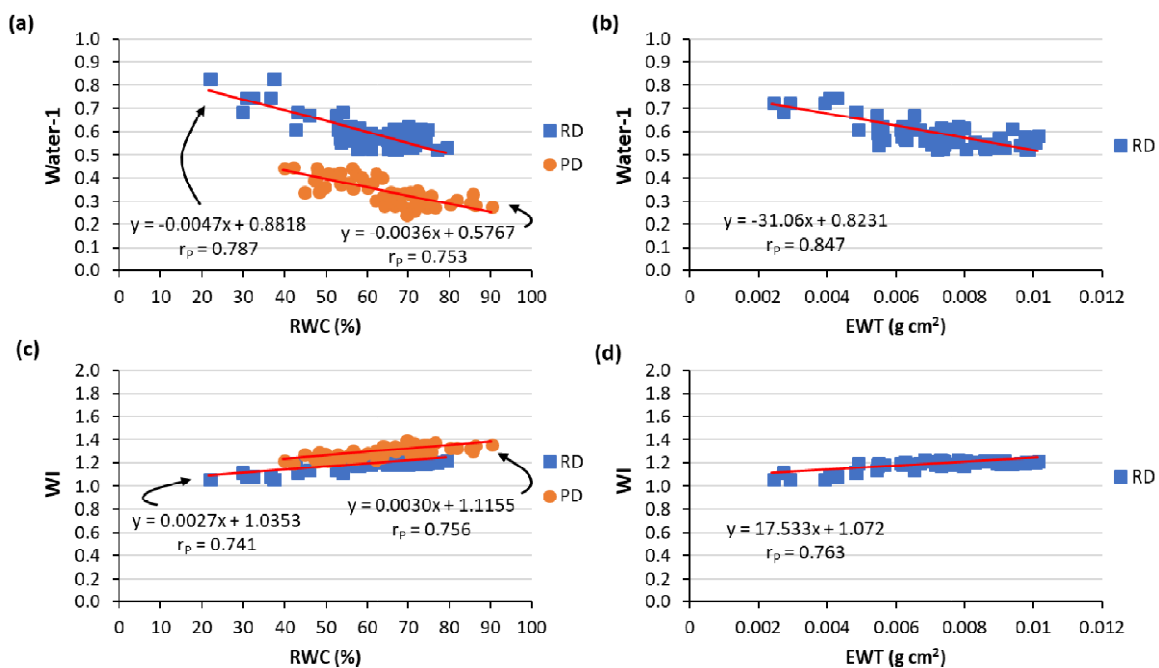 (a)
1.0
0.9
0.8
0.7
0.6
0.5
0.4
0.3
0.2
0.1
0.0
Water-1
RD
PD
y = -0.0047x + 0.8818
rP = 0.787
y = -0.0036x + 0.5767
rP = 0.753
0 10 20 30 40 50 60 70 80 90 100
RWC (%)
(b)
1.0
0.9
0.8
0.7
0.6
0.5
0.4
0.3
0.2
0.1
0.0
Water-1
RD
y = -31.06x + 0.8231
rP = 0.847
0 0.002 0.004 0.006 0.008 0.01 0.012
EWT (g cm²)
(c)
2.0
1.8
1.6
1.4
1.2
1.0
0.8
0.6
0.4
0.2
0.0
WI
RD
PD
y = 0.0027x + 1.0353
rP = 0.741
y = 0.0030x + 1.1155
rP = 0.756
0 10 20 30 40 50 60 70 80 90 100
RWC (%)
(d)
2.0
1.8
1.6
1.4
1.2
1.0
0.8
0.6
0.4
0.2
0.0
WI
RD
y = 17.533x + 1.072
rP = 0.763
0 0.002 0.004 0.006 0.008 0.01 0.012
EWT (g cm²)